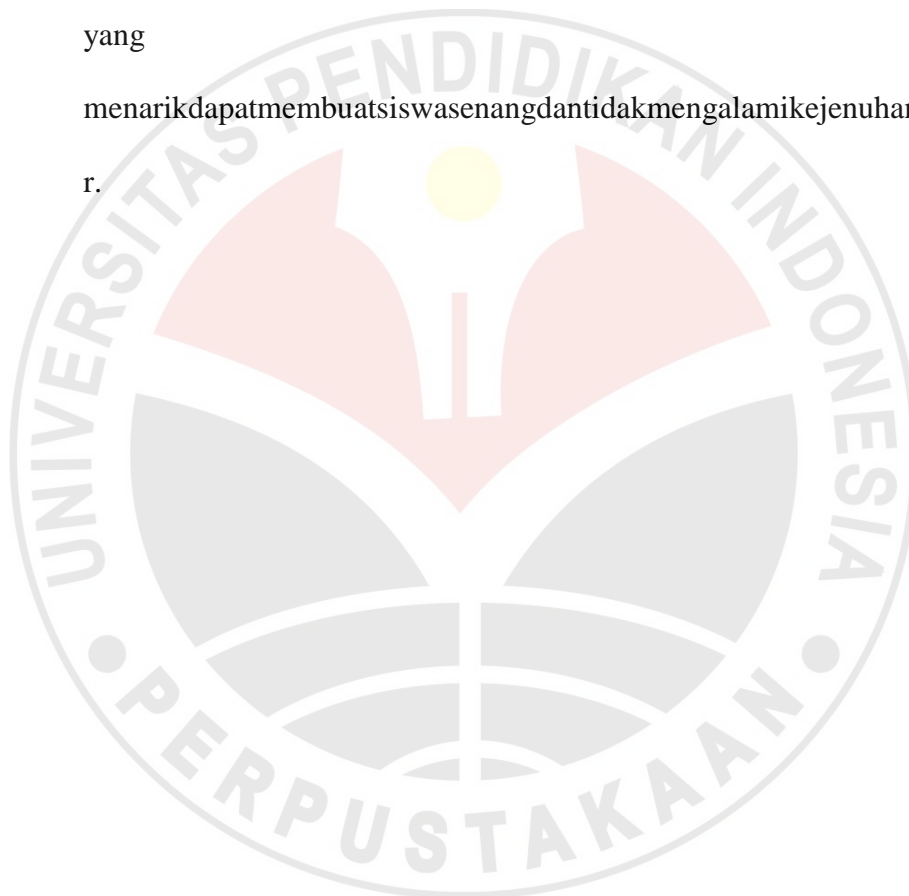 yang
menarikdapatmembuatsiswasenangdantidakmengalamikejenuhan
r.
UNIVERSITAS PENDIDIKAN INDONESIA
PERPUSTAKAAN